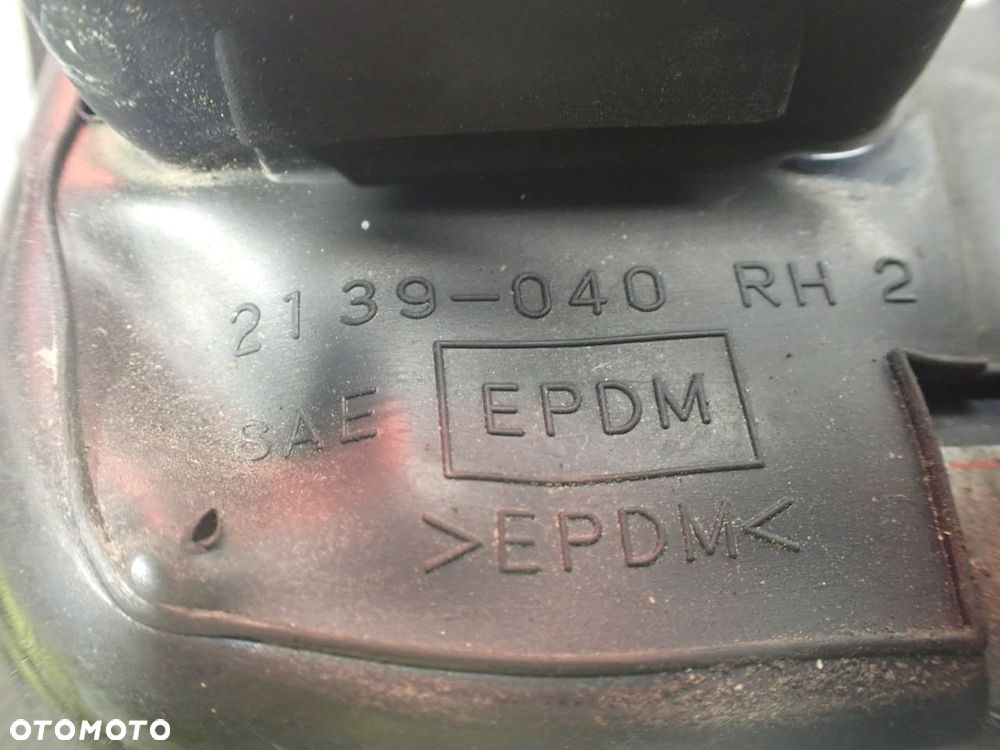 2139-040 RH 2
SAE EPDM
>EPDM<
OTOMOTO